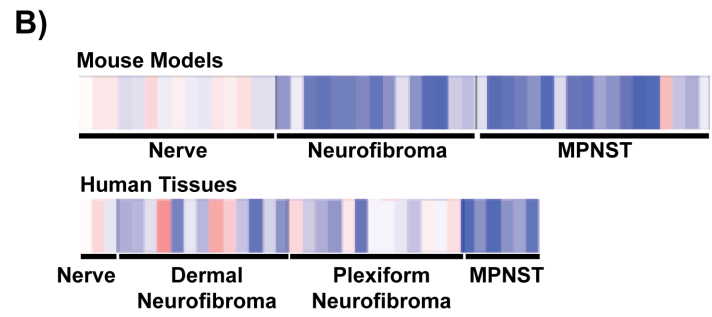 B)
Mouse Models
Nerve Neurofibroma MPNST
Human Tissues
Nerve Dermal Plexiform MPNST
Neurofibroma Neurofibroma